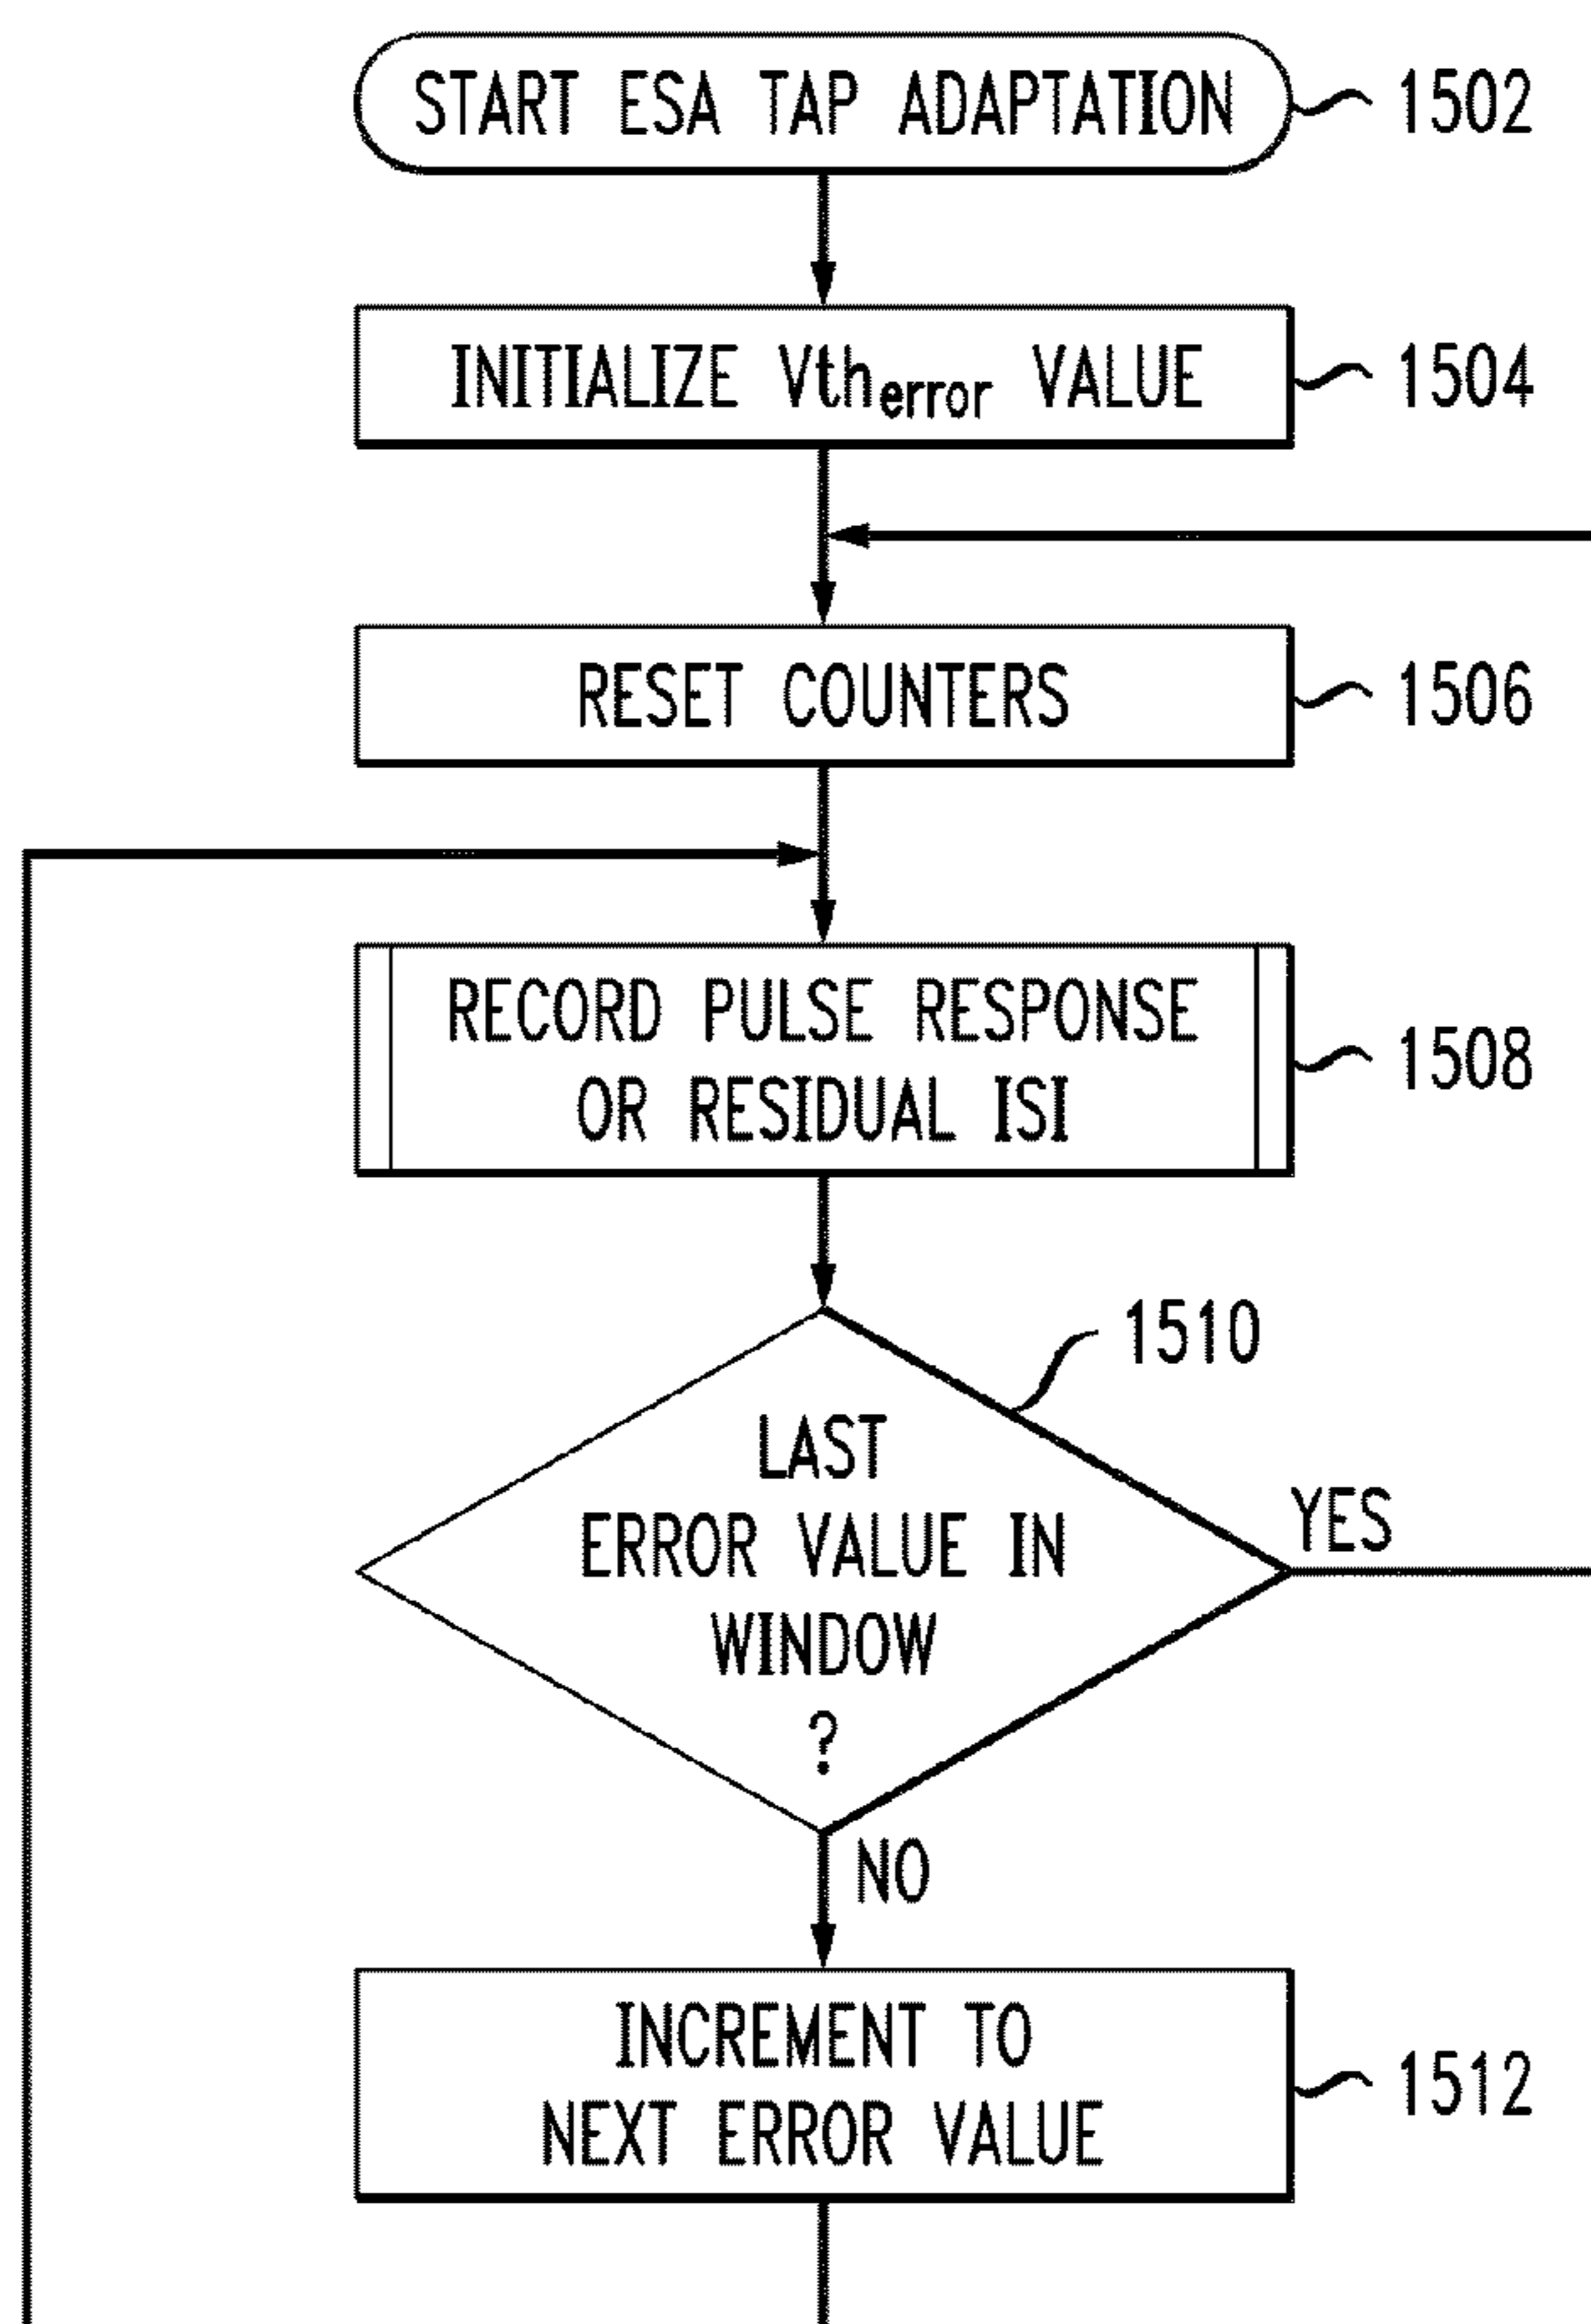 START ESA TAP ADAPTATION 1502
INITIALIZE Vtherror VALUE 1504
RESET COUNTERS 1506
RECORD PULSE RESPONSE
OR RESIDUAL ISI
1508
1510
LAST
ERROR VALUE IN
WINDOW
?
YES
NO
INCREMENT TO
NEXT ERROR VALUE
1512